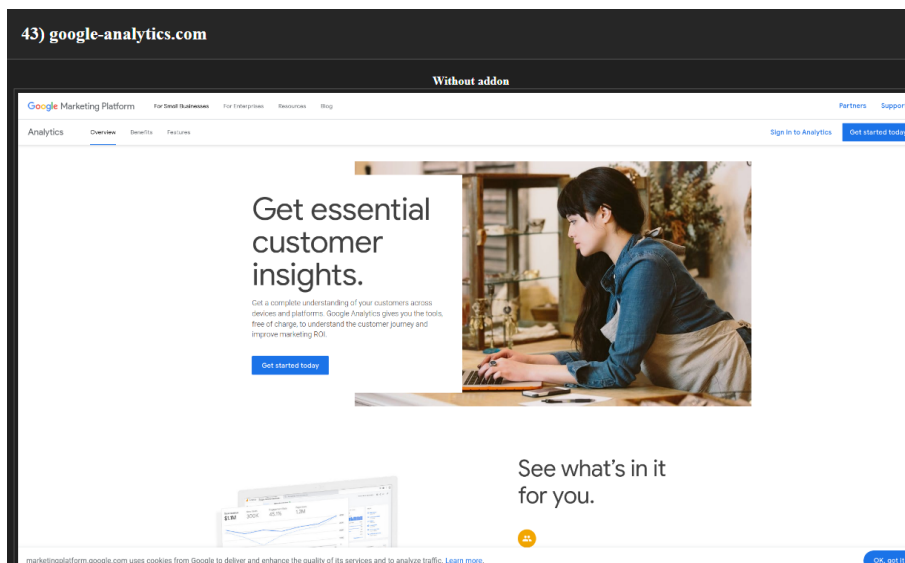 43) google-analytics.com
Without addon
Google Marketing Platform For Small Businesses For Enterprises Resources Blog Partners Support
Analytics Overview Benefits Features Sign in to Analytics Get started today
Get essential
customer
insights.
Get a complete understanding of your customers across
devices and platforms. Google Analytics gives you the tools,
free of charge, to understand the customer journey and
improve marketing ROI.
Get started today
See what's in it
for you.
marketingplatform.google.com uses cookies from Google to deliver and enhance the quality of its services and to analyze traffic. Learn more. OK, got it